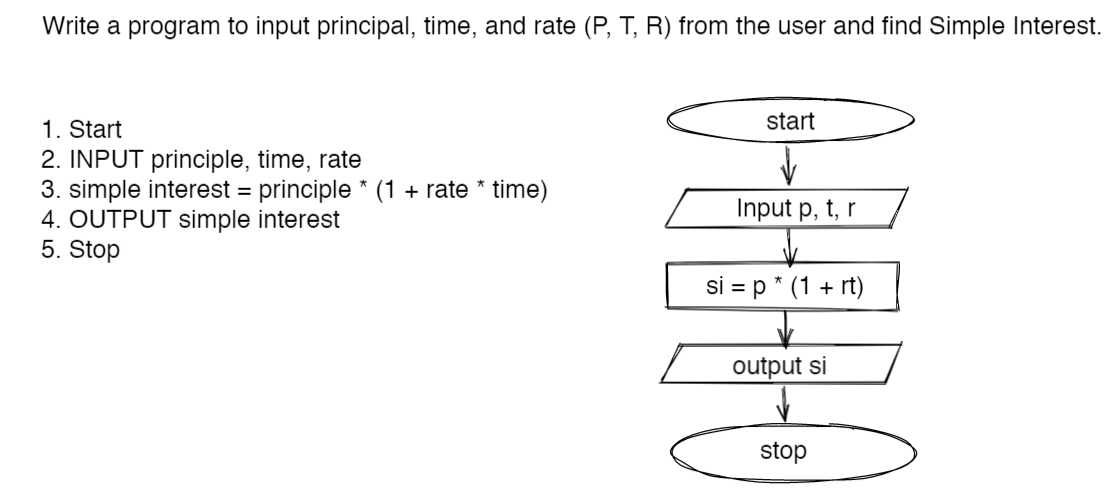 Write a program to input principal, time, and rate (P, T, R) from the user and find Simple Interest.
1. Start
2. INPUT principle, time, rate
3. simple interest = principle * (1 + rate * time)
4. OUTPUT simple interest
5. Stop
start
Input p, t, r
si = p * (1 + rt)
output si
stop